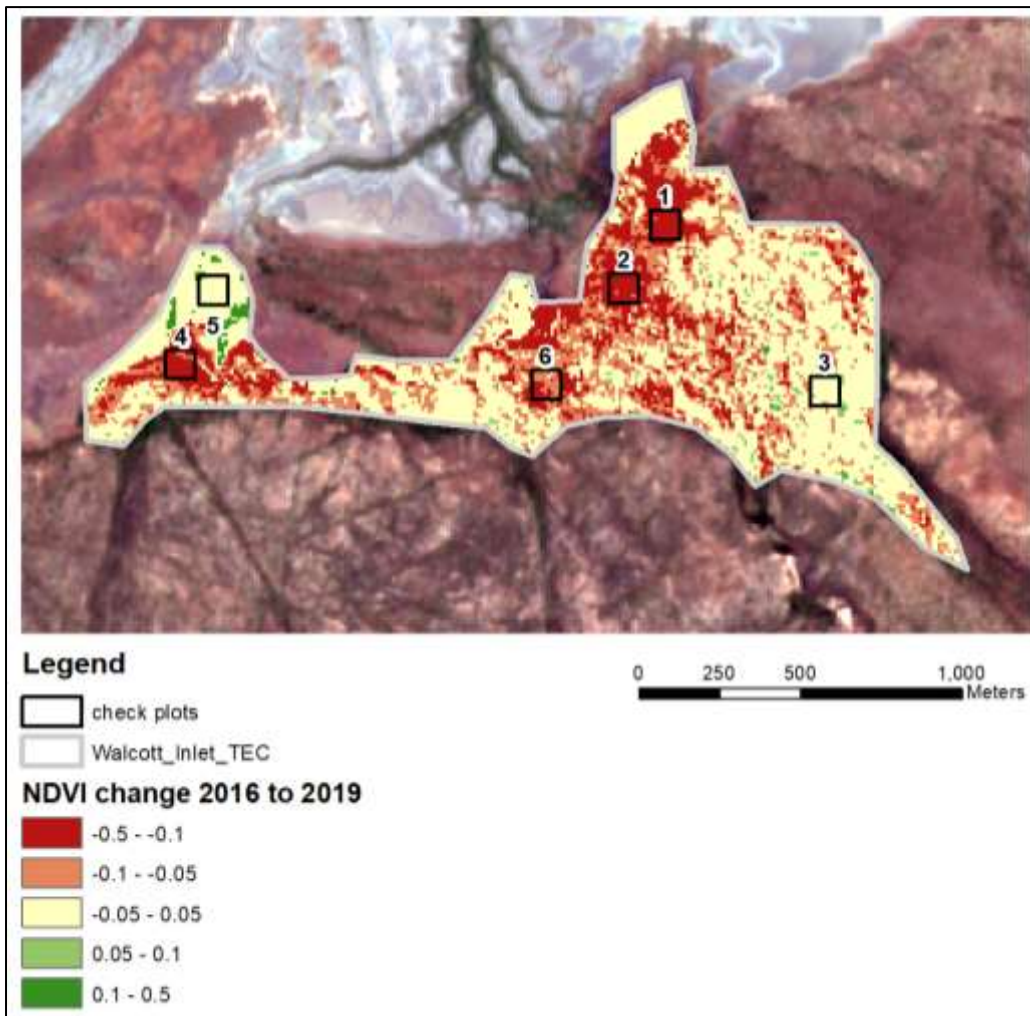 1
2
5
4
6
3
Legend
check plots
Walcott_Inlet_TEC
0 250 500 1,000
Meters
NDVI change 2016 to 2019
-0.5 - -0.1
-0.1 - -0.05
-0.05 - 0.05
0.05 - 0.1
0.1 - 0.5